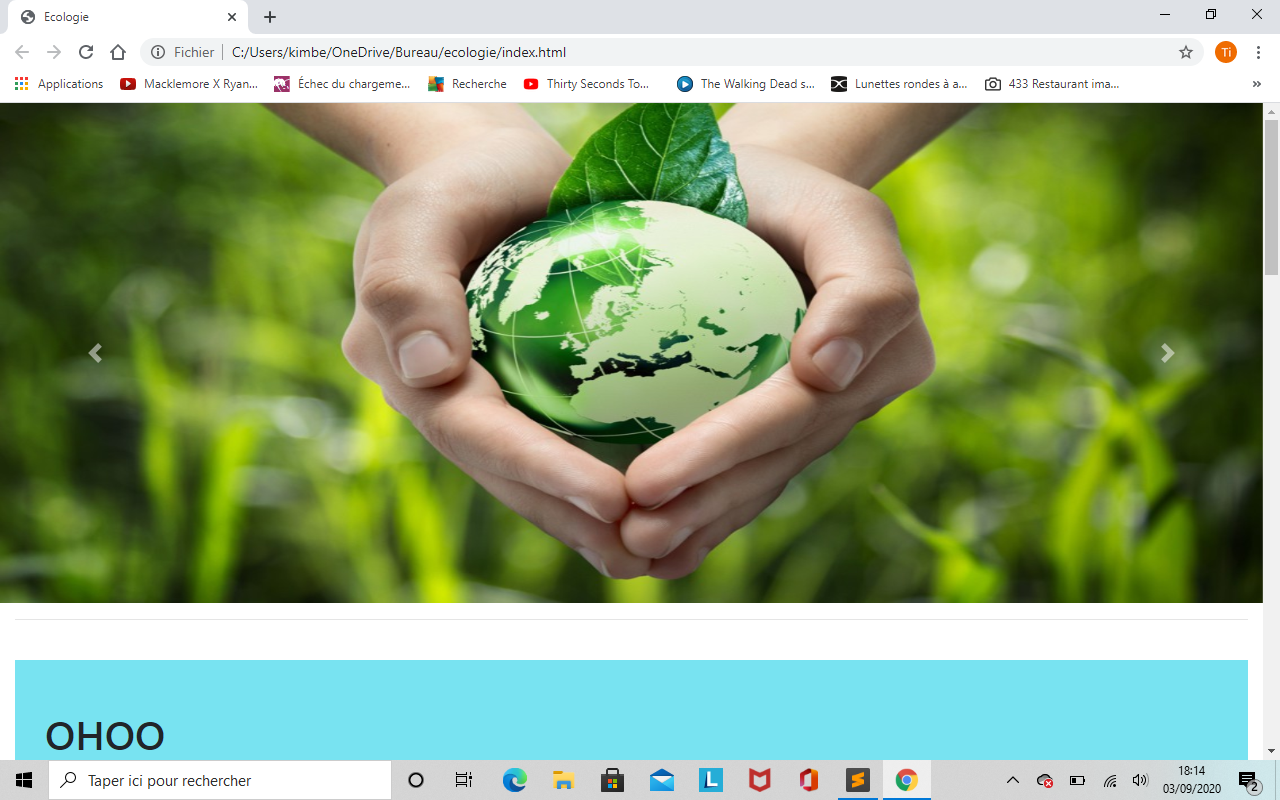 Ecologie
Fichier C:/Users/kimbe/OneDrive/Bureau/ecologie/index.html
Ti
Applications Macklemore X Ryan... Échec du chargeme... Recherche Thirty Seconds To... The Walking Dead s... Lunettes rondes à a... 433 Restaurant ima... »
OHOO
Taper ici pour rechercher
L
18:14
03/09/2020
2